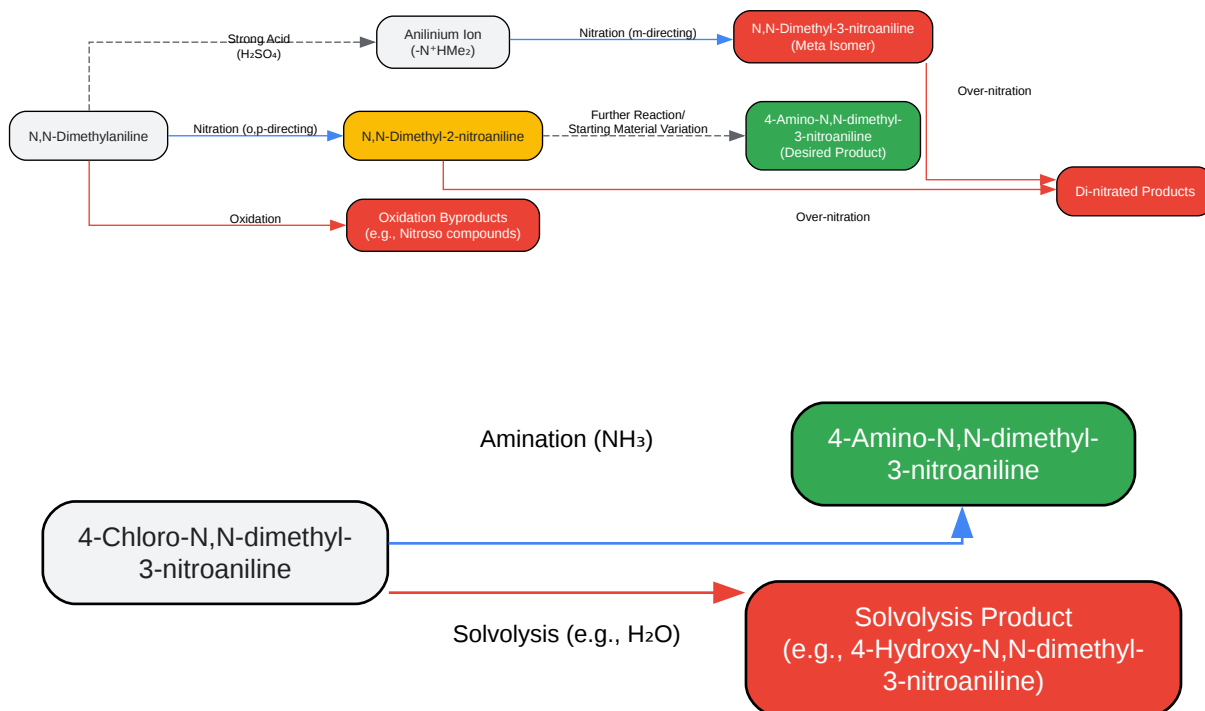 Strong Acid
(H₂SO₄)
Anilinium Ion
(-N⁺HMe₂)
Nitration (m-directing)
N,N-Dimethyl-3-nitroaniline
(Meta Isomer)
Over-nitration
N,N-Dimethylaniline
Nitration (o,p-directing)
N,N-Dimethyl-2-nitroaniline
Further Reaction/
Starting Material Variation
4-Amino-N,N-dimethyl-
3-nitroaniline
(Desired Product)
Di-nitrated Products
Oxidation
Oxidation Byproducts
(e.g., Nitroso compounds)
Over-nitration
Amination (NH₃)
4-Amino-N,N-dimethyl-
3-nitroaniline
4-Chloro-N,N-dimethyl-
3-nitroaniline
Solvolysis (e.g., H₂O)
Solvolysis Product
(e.g., 4-Hydroxy-N,N-dimethyl-
3-nitroaniline)